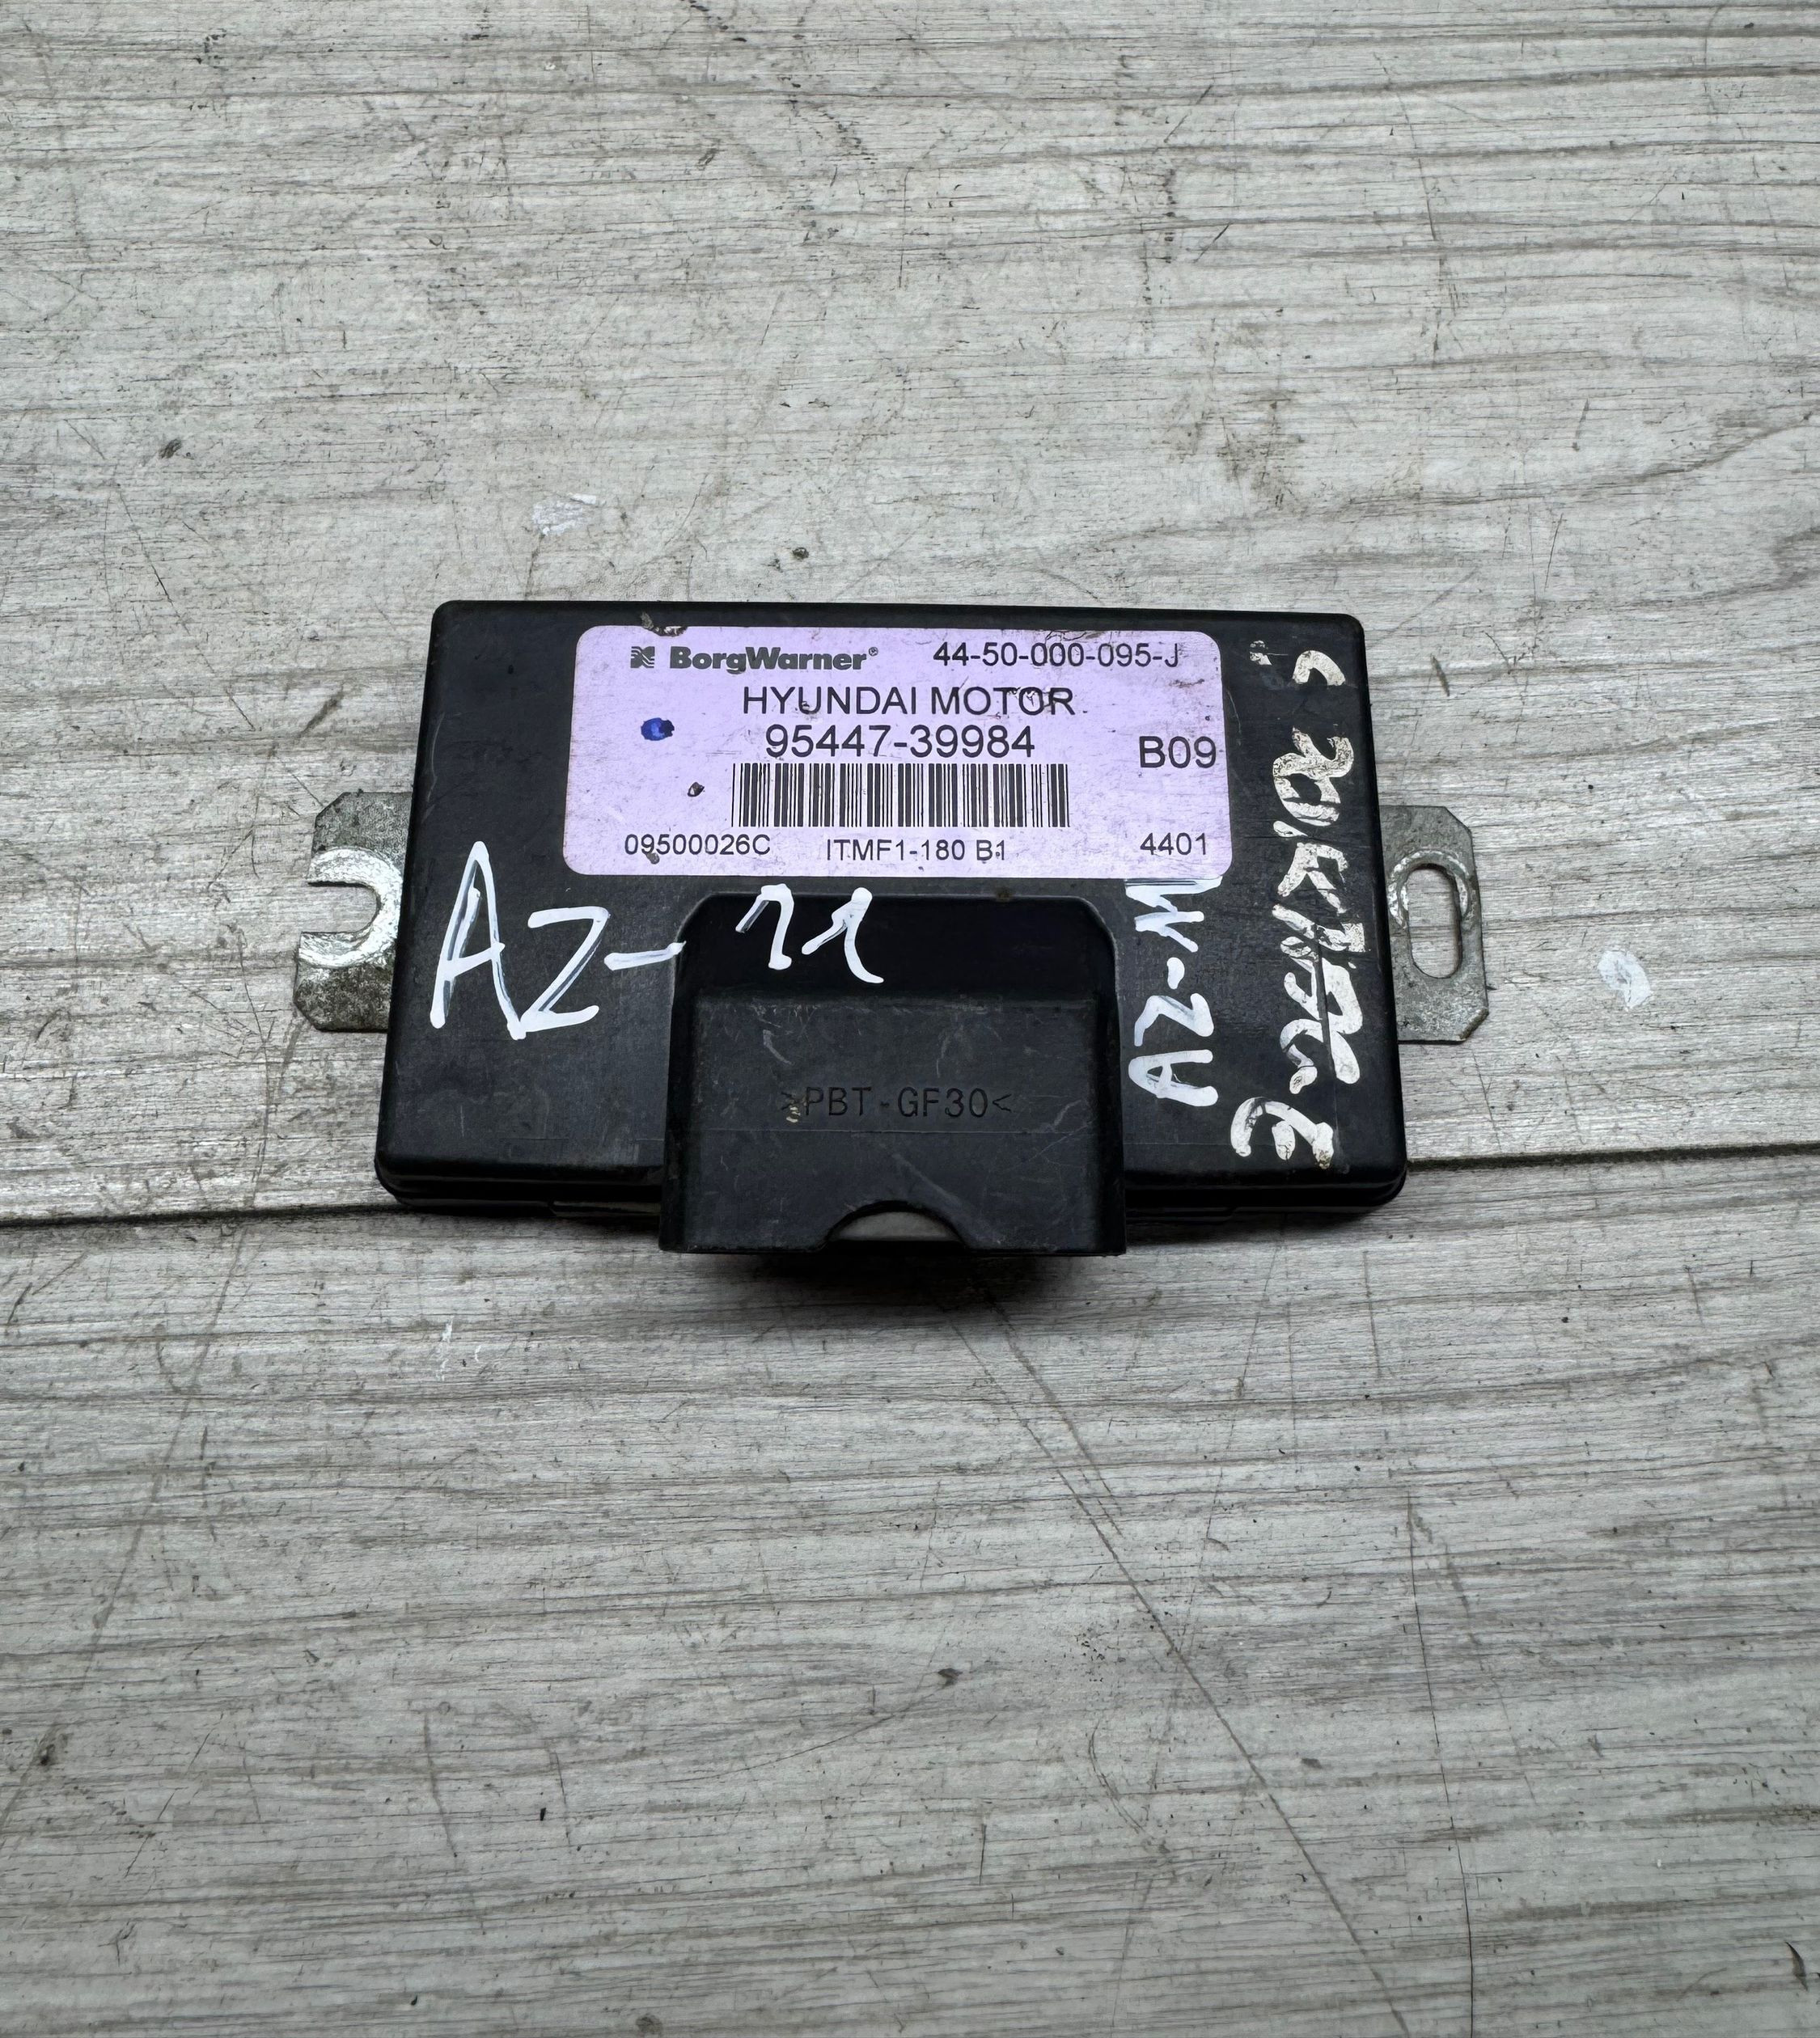 BorgWarner® 44-50-000-095-J
HYUNDAI MOTOR
95447-39984
B09
09500026C ITMF1-180 B1 4401
AZ-11
AZ-11
>PBT-GF30<